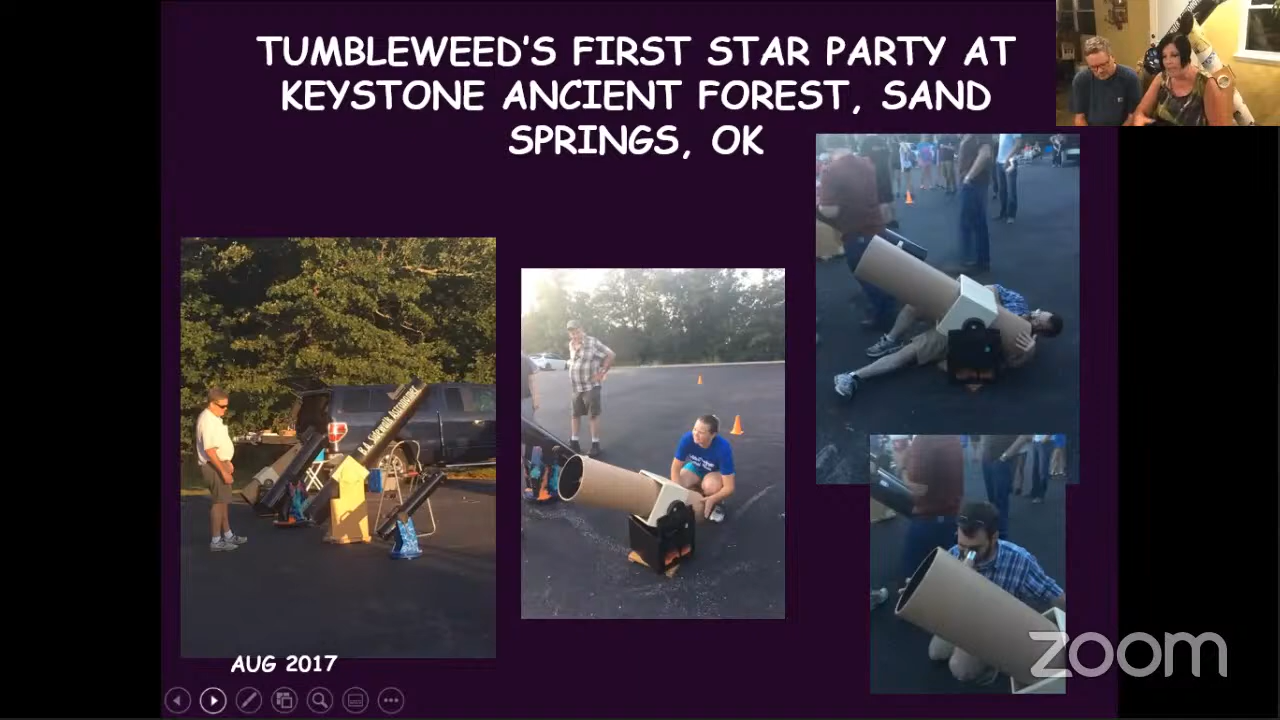 TUMBLEWEED'S FIRST STAR PARTY AT
KEYSTONE ANCIENT FOREST, SAND
SPRINGS, OK
AUG 2017
zoom